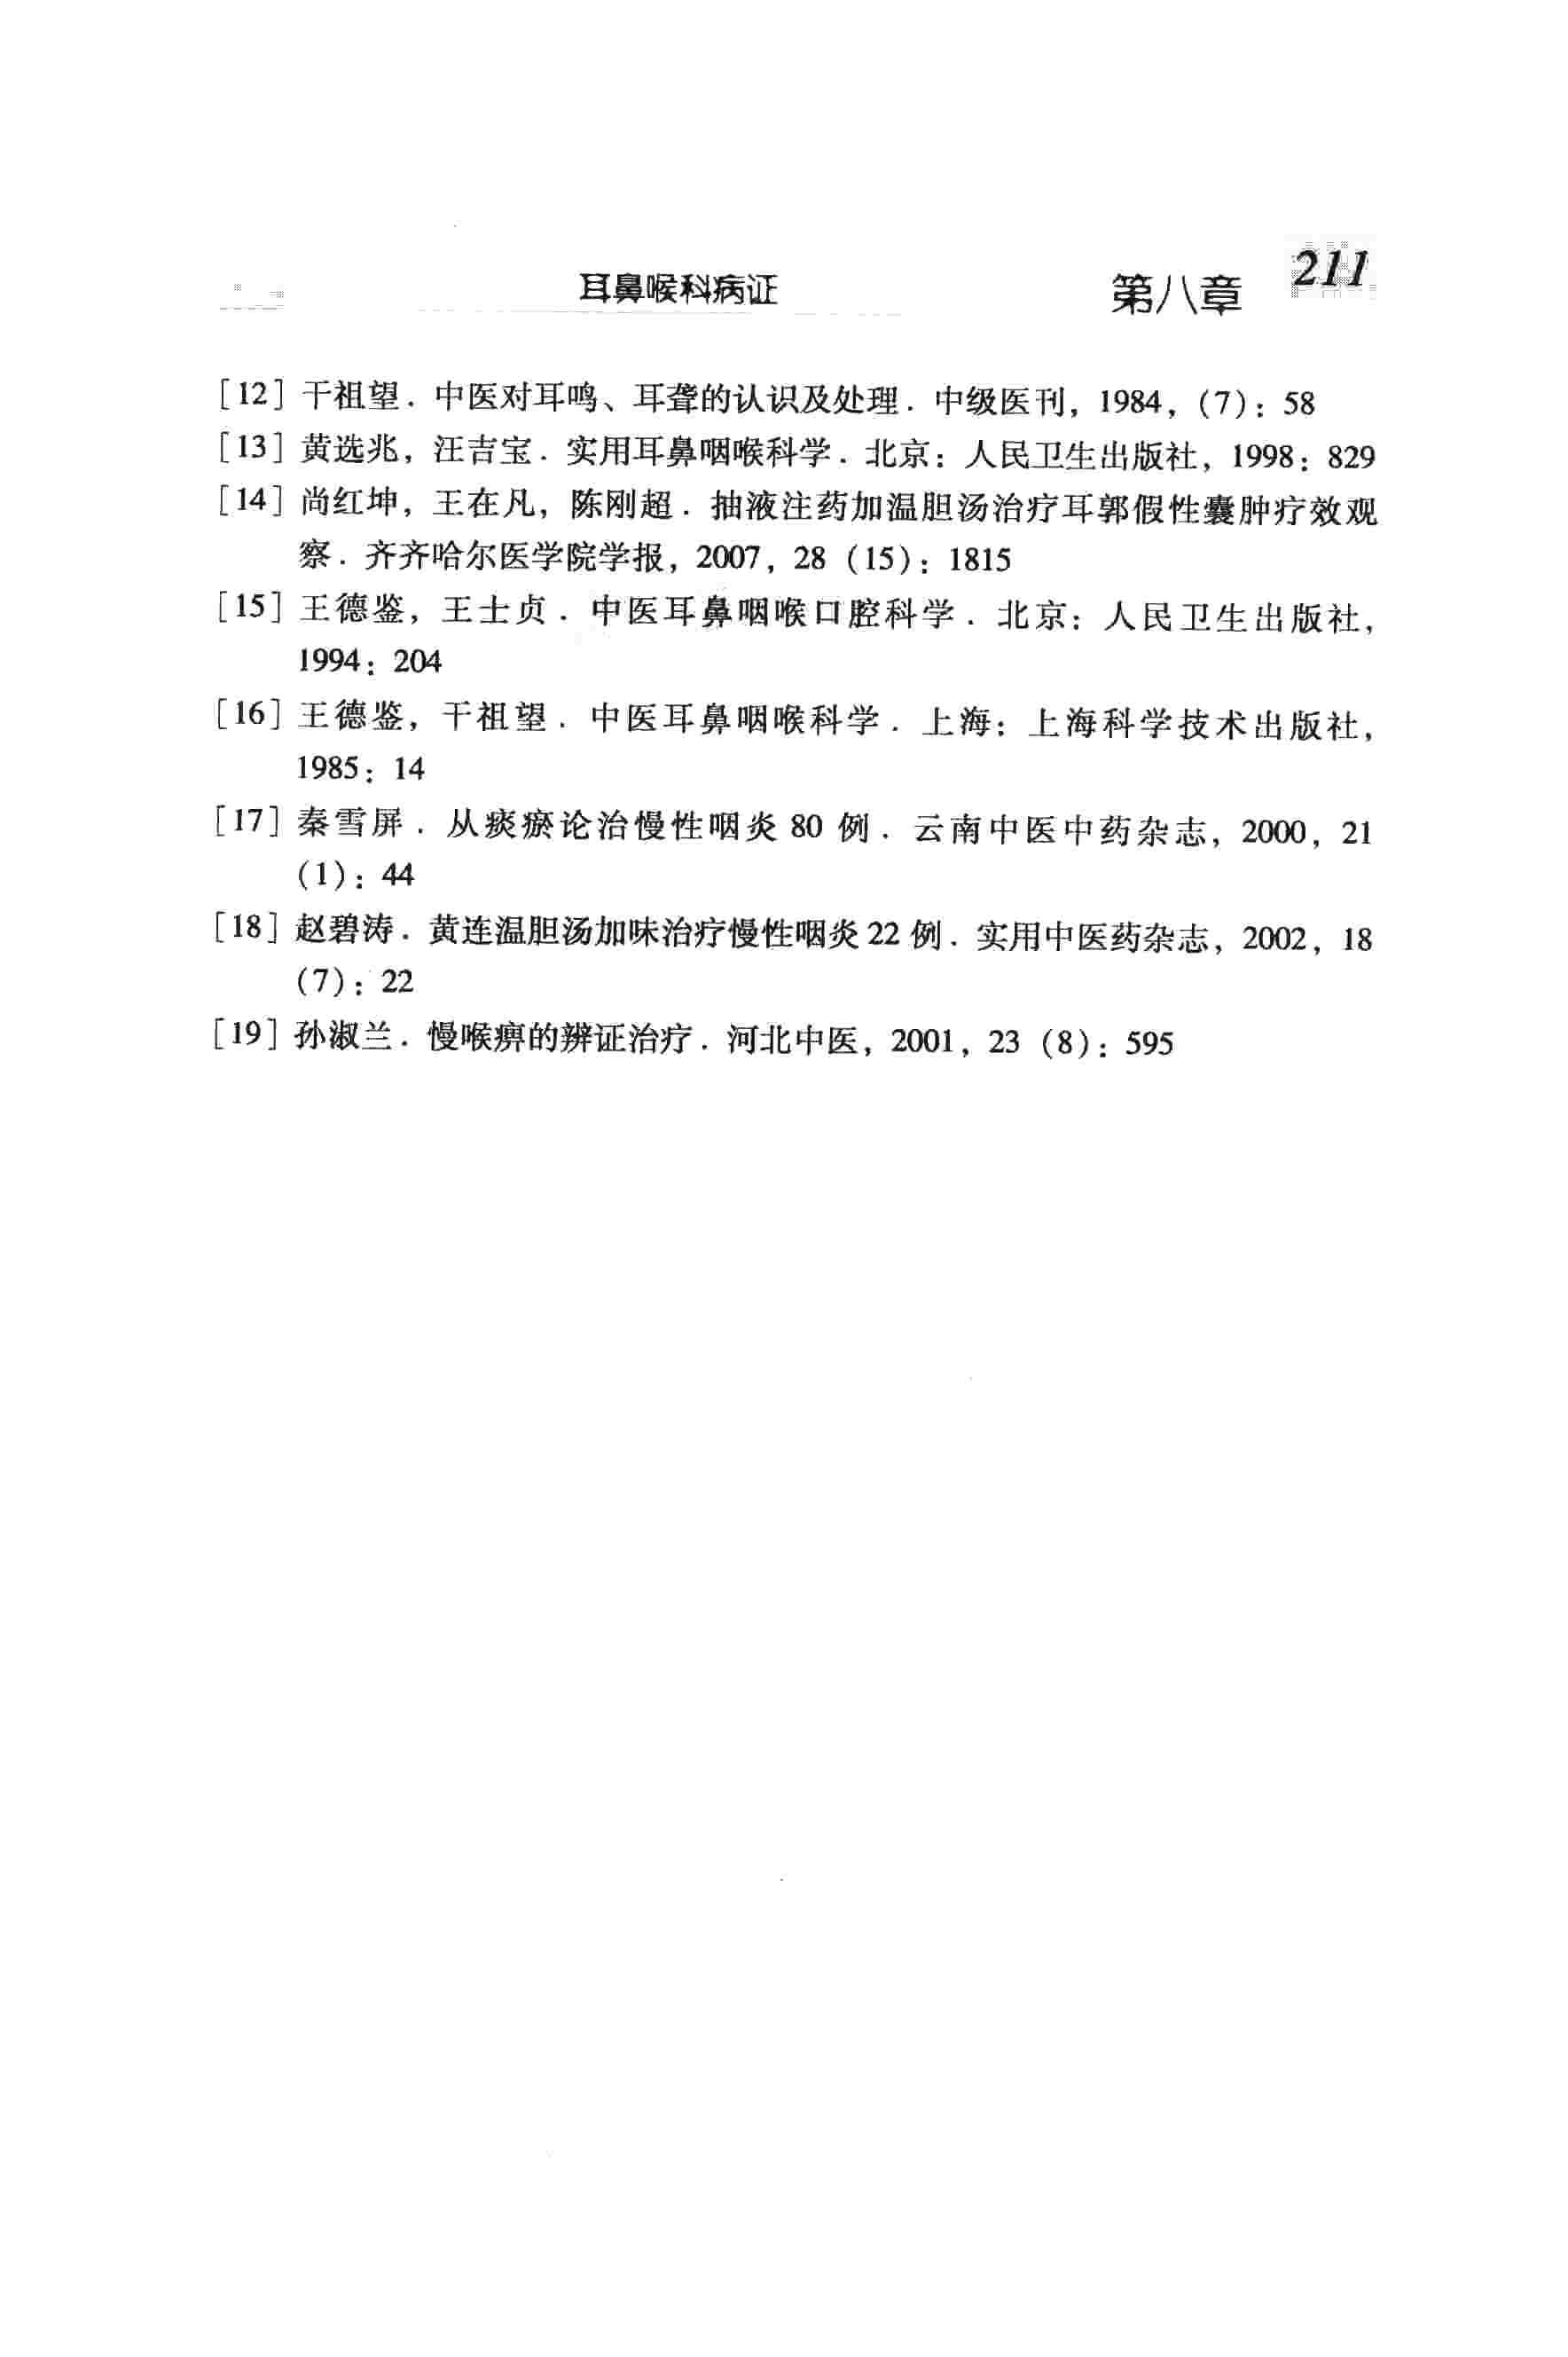 耳鼻喉科病证 第八章 211
[12] 干祖望．中医对耳鸣、耳聋的认识及处理．中级医刊，1984，(7)：58
[13] 黄选兆，汪吉宝．实用耳鼻咽喉科学．北京：人民卫生出版社，1998：829
[14] 尚红坤，王在凡，陈刚超．抽液注药加温胆汤治疗耳郭假性囊肿疗效观
察．齐齐哈尔医学院学报，2007，28 (15)：1815
[15] 王德鉴，王士贞．中医耳鼻咽喉口腔科学．北京：人民卫生出版社，
1994：204
[16] 王德鉴，干祖望．中医耳鼻咽喉科学．上海：上海科学技术出版社，
1985：14
[17] 秦雪屏．从痰瘀论治慢性咽炎 80 例．云南中医中药杂志，2000，21
(1)：44
[18] 赵碧涛．黄连温胆汤加味治疗慢性咽炎 22 例．实用中医药杂志，2002，18
(7)：22
[19] 孙淑兰．慢喉痹的辨证治疗．河北中医，2001，23 (8)：595